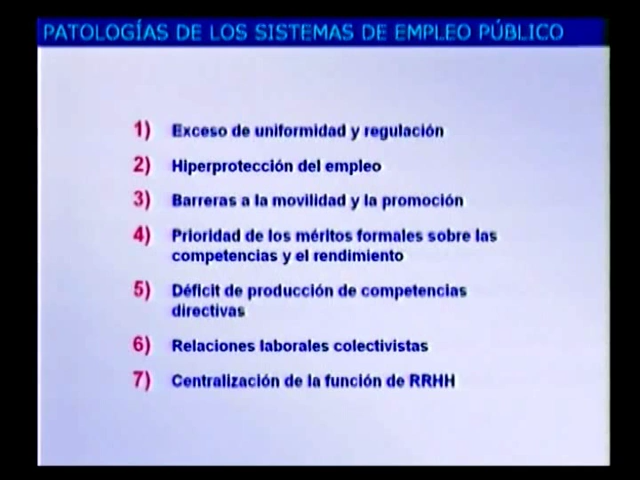 PATOLOGÍAS DE LOS SISTEMAS DE EMPLEO PÚBLICO
1) Exceso de uniformidad y regulación
2) Hiperprotección del empleo
3) Barreras a la movilidad y la promoción
4) Prioridad de los méritos formales sobre las
competencias y el rendimiento
5) Déficit de producción de competencias
directivas
6) Relaciones laborales colectivistas
7) Centralización de la función de RRHH